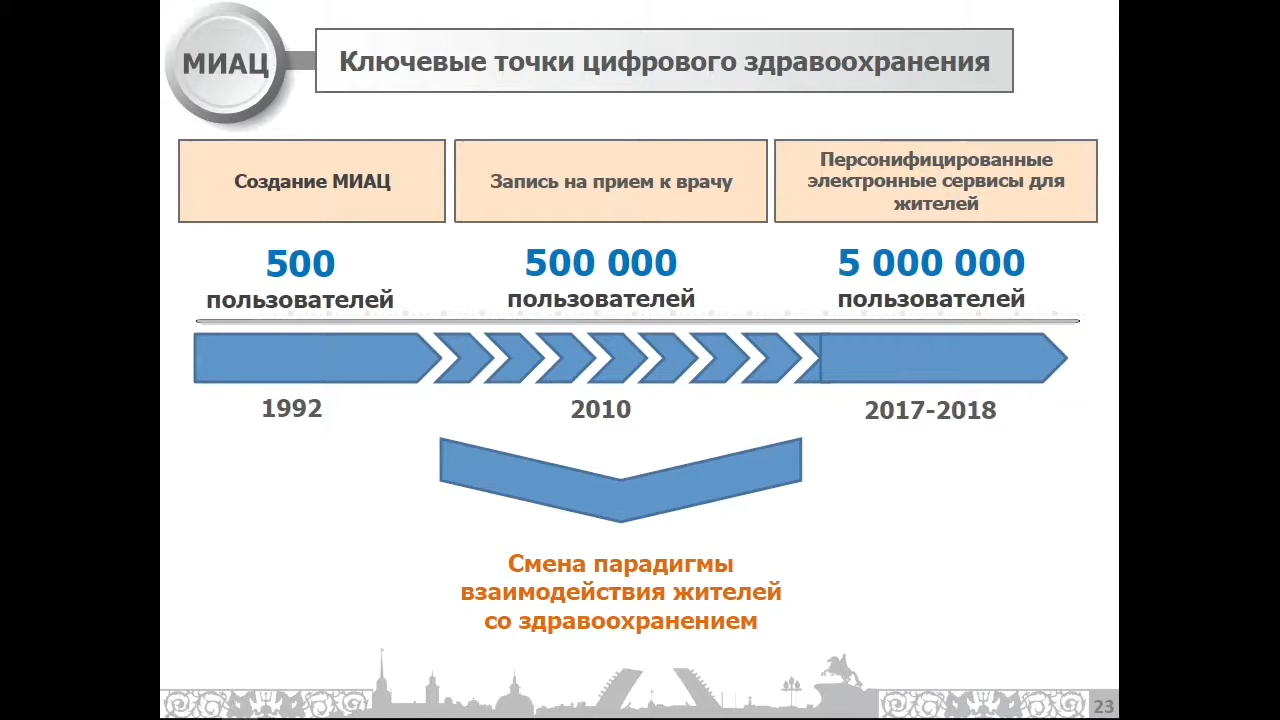 МИАЦ
Ключевые точки цифрового здравоохранения
Создание МИАЦ
Запись на прием к врачу
Персонифицированные
электронные сервисы для
жителей
500
пользователей
500 000
пользователей
5 000 000
пользователей
1992
2010
2017-2018
Смена парадигмы
взаимодействия жителей
со здравоохранением
23